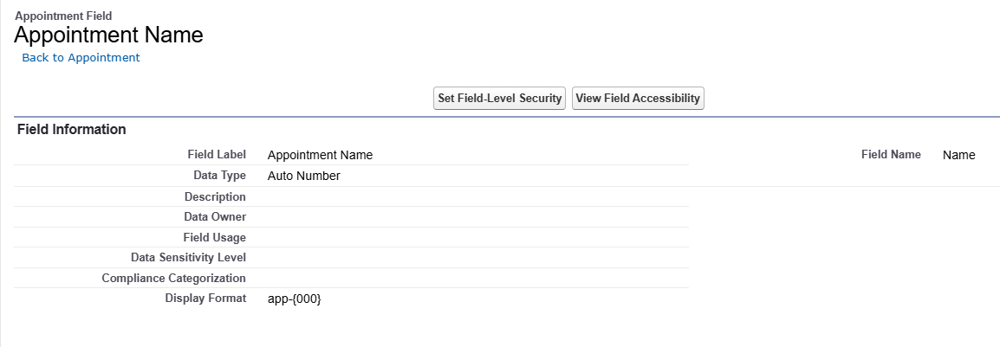 Appointment Field
Appointment Name
Back to Appointment
Set Field-Level Security View Field Accessibility
Field Information
Field Label Appointment Name Field Name Name
Data Type Auto Number
Description
Data Owner
Field Usage
Data Sensitivity Level
Compliance Categorization
Display Format app-{000}